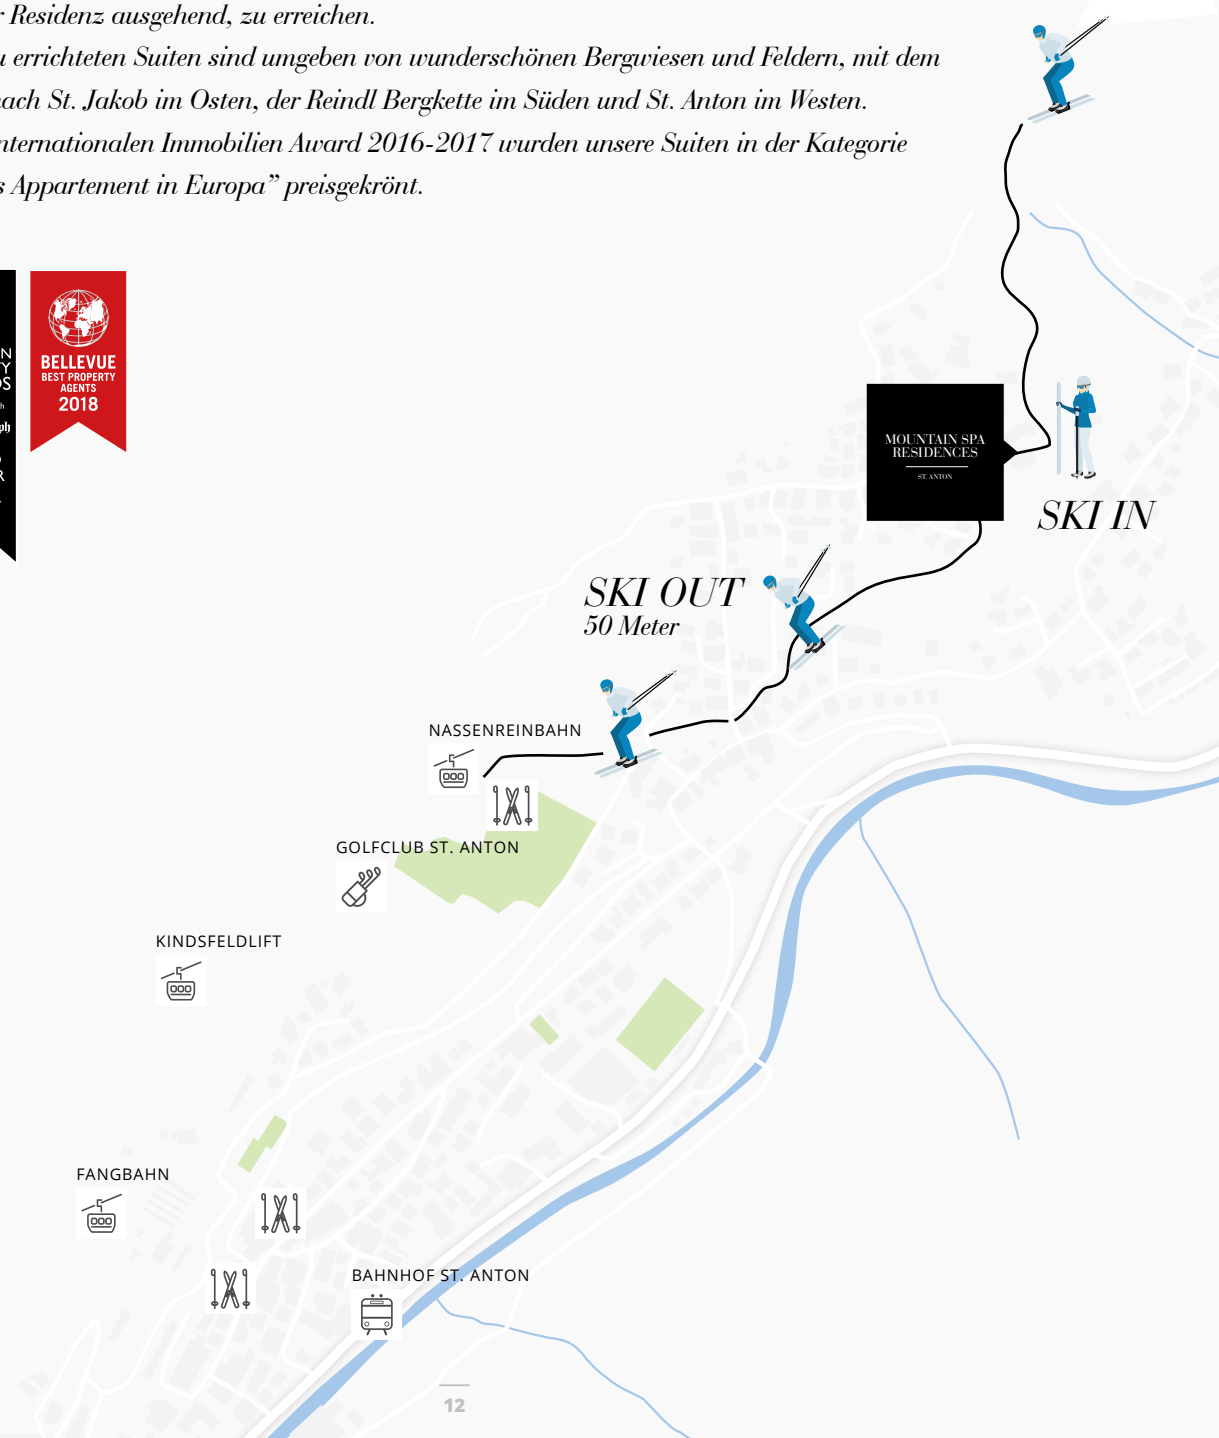 Residenz ausgehend, zu erreichen.
errichteten Suiten sind umgeben von wunderschönen Bergwiesen und Feldern, mit dem
nach St. Jakob im Osten, der Reindl Bergkette im Süden und St. Anton im Westen.
nternationalen Immobilien Award 2016-2017 wurden unsere Suiten in der Kategorie
Appartement in Europa” preisgekrönt.
BELLEVUE
BEST PROPERTY
AGENTS
2018
MOUNTAIN SPA
RESIDENCES
ST. ANTON
SKI IN
SKI OUT
50 Meter
NASSENREINBAHN
GOLFCLUB ST. ANTON
KINDSFELDLIFT
FANGBAHN
BAHNHOF ST. ANTON
12